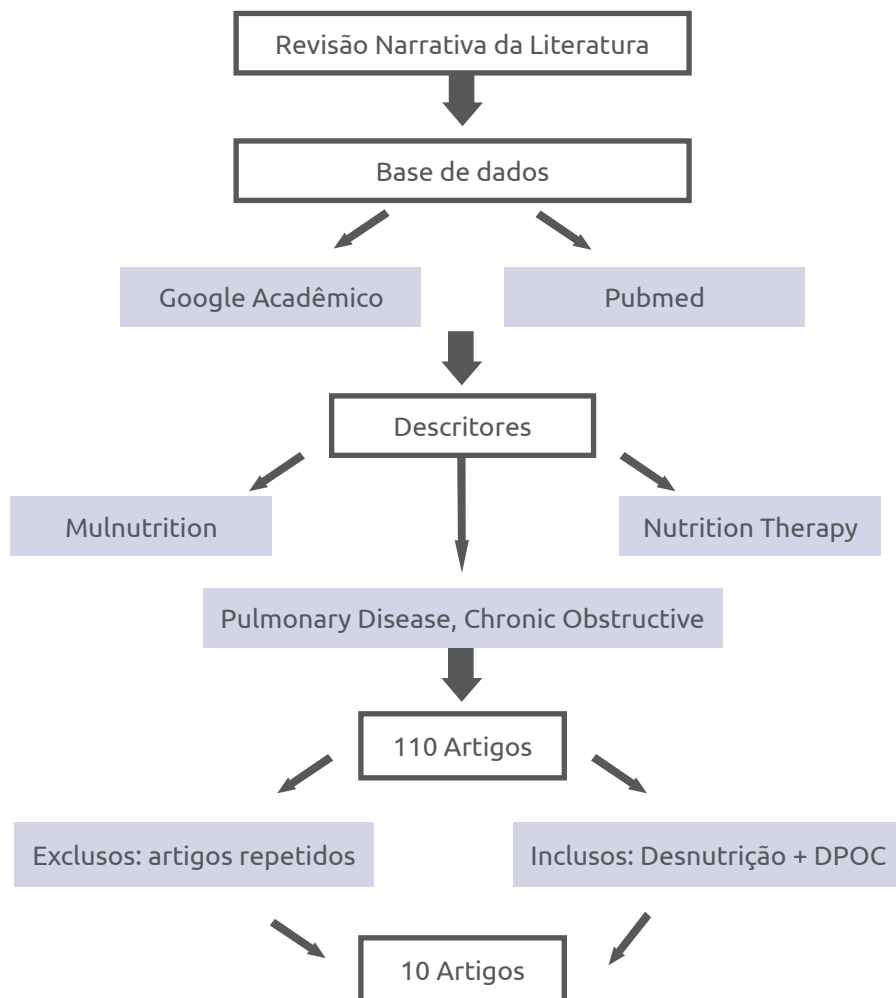 Revisão Narrativa da Literatura
Base de dados
Google Acadêmico
Pubmed
Descritores
Mulnutrition
Nutrition Therapy
Pulmonary Disease, Chronic Obstructive
110 Artigos
Exclusos: artigos repetidos
Inclusos: Desnutrição + DPOC
10 Artigos